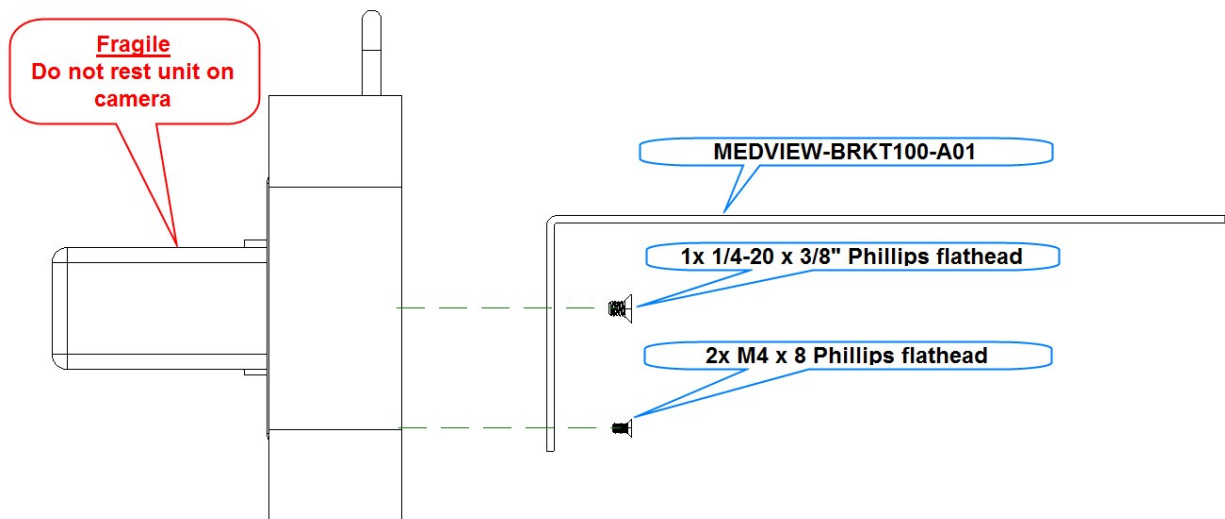 Fragile
Do not rest unit on
camera
MEDVIEW-BRKT100-A01
1x 1/4-20 x 3/8" Phillips flathead
2x M4 x 8 Phillips flathead